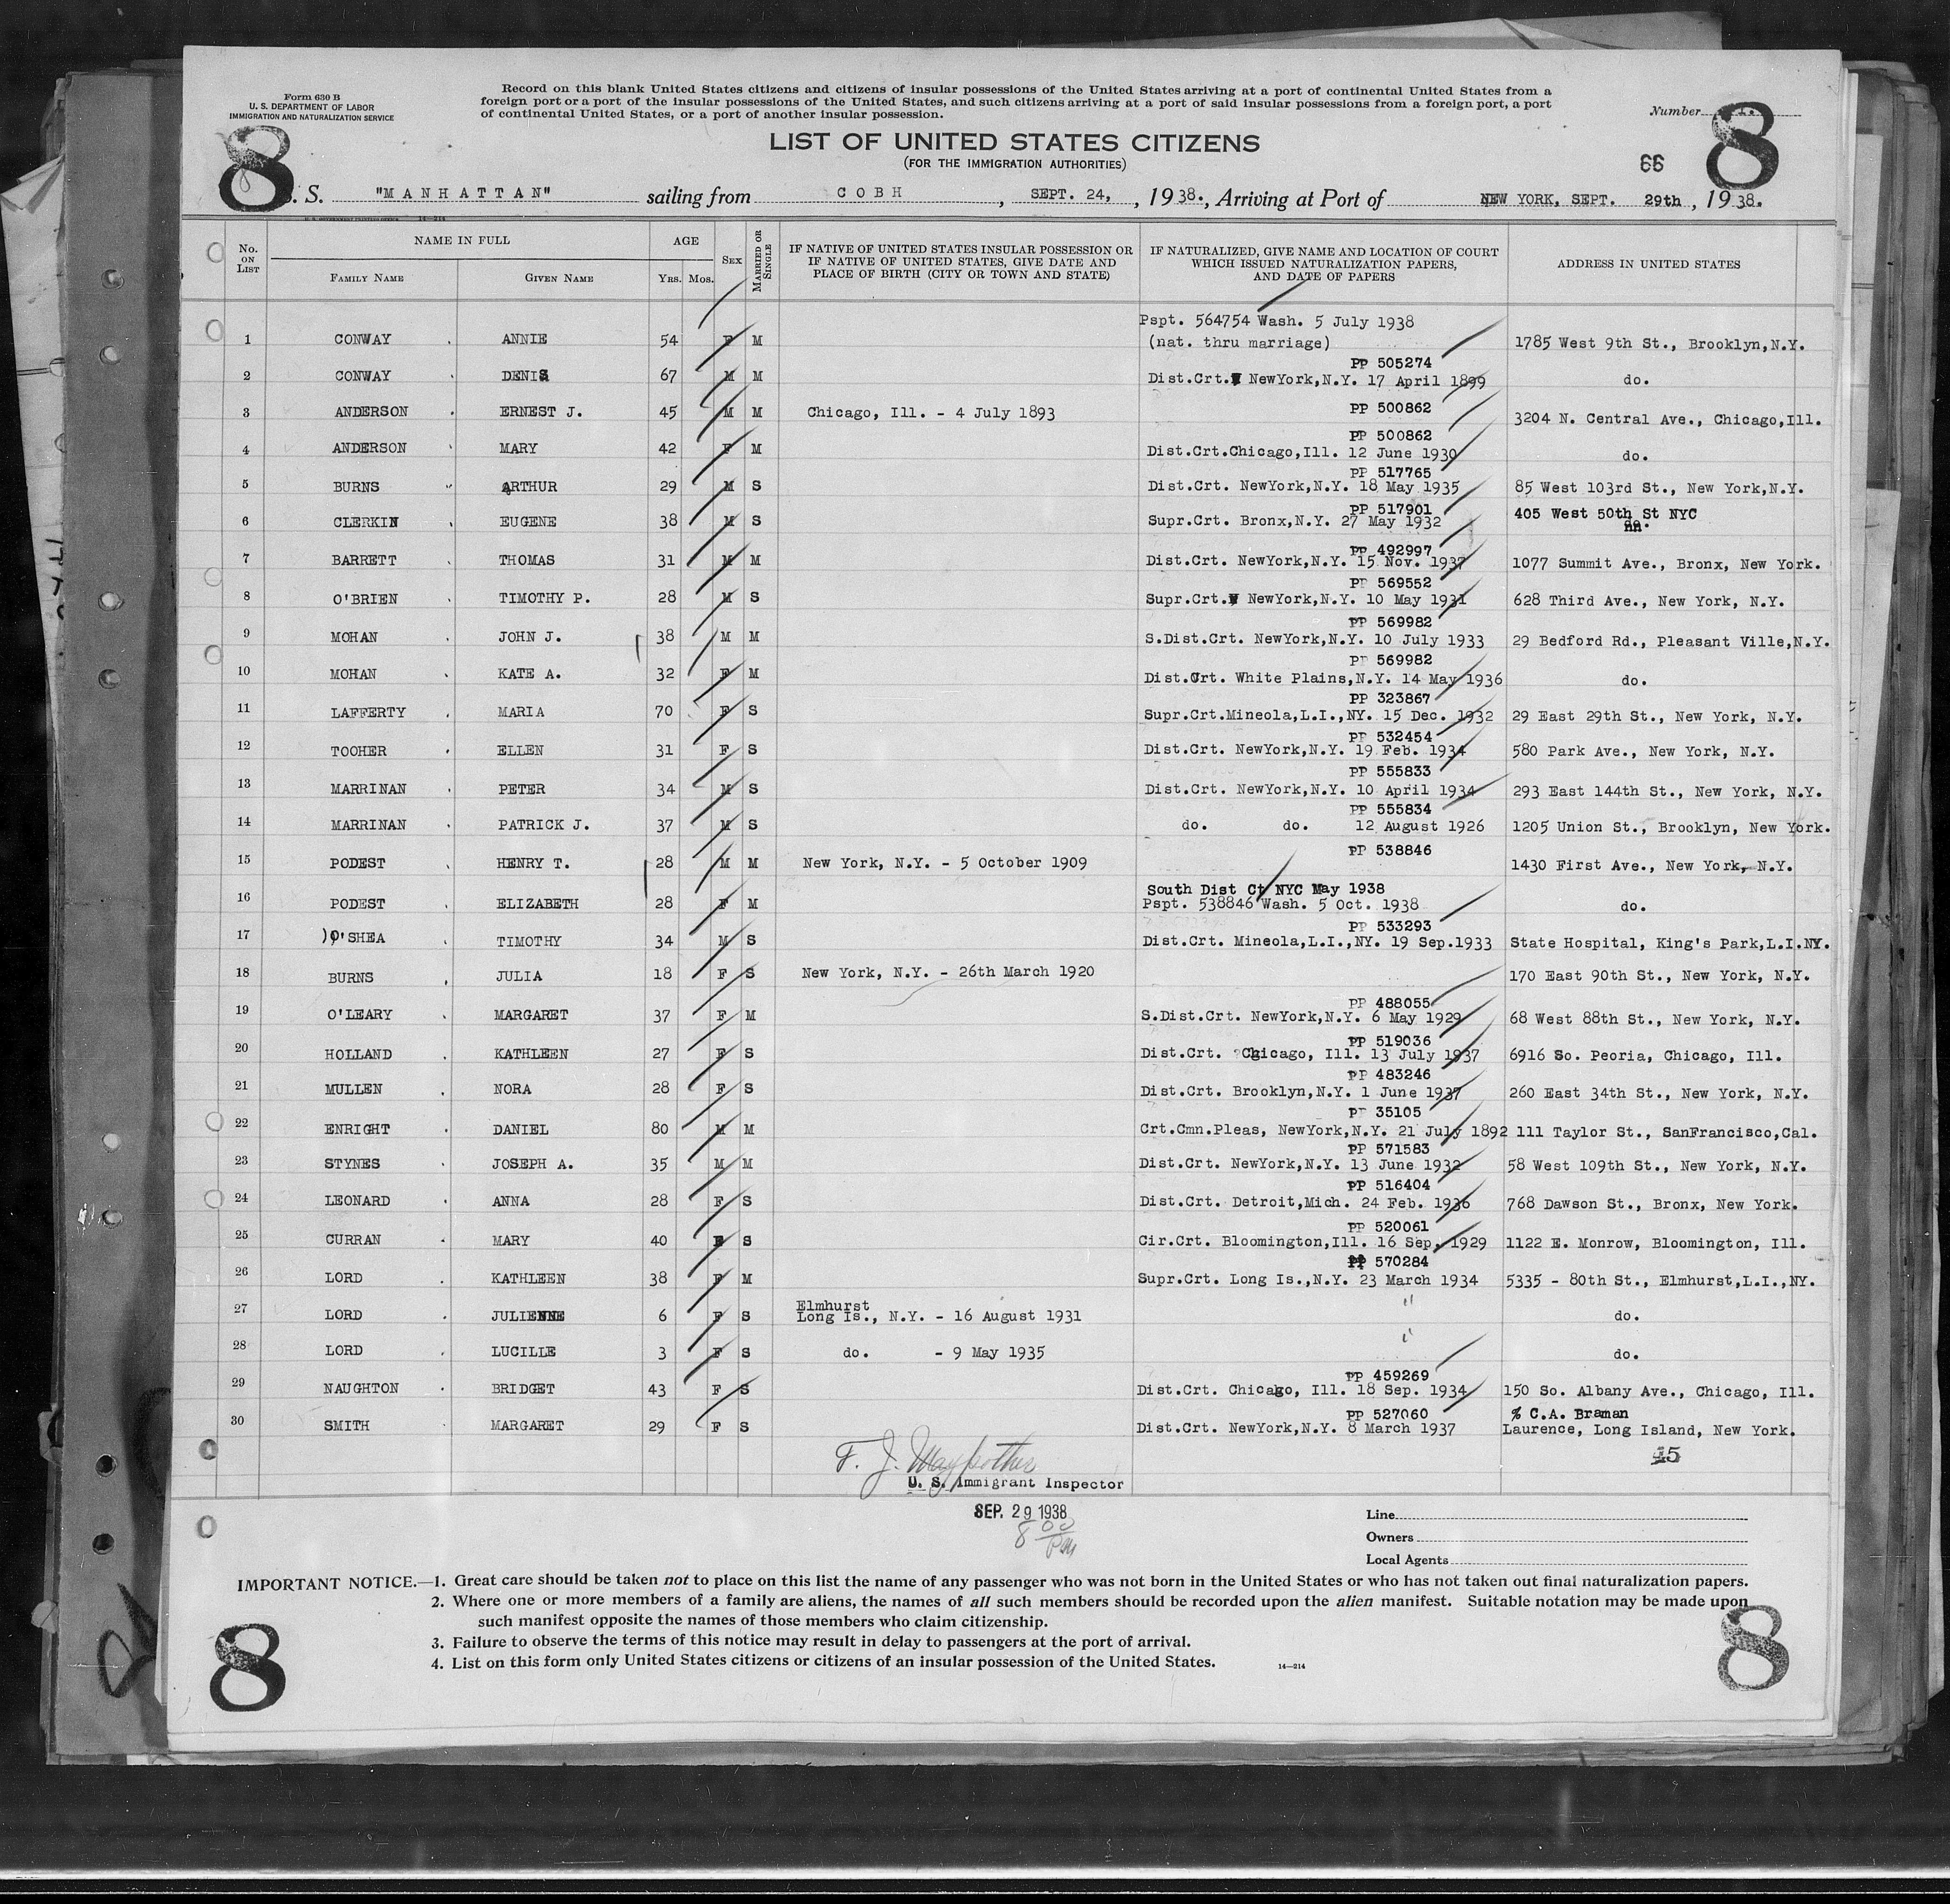 Form 630 B
U. S. DEPARTMENT OF LABOR
IMMIGRATION AND NATURALIZATION SERVICE
Record on this blank United States citizens and citizens of insular possessions of the United States arriving at a port of continental United States from a
foreign port or a port of the insular possessions of the United States, and such citizens arriving at a port of said insular possessions from a foreign port, a port
of continental United States, or a port of another insular possession.
Number
8 8
LIST OF UNITED STATES CITIZENS
(FOR THE IMMIGRATION AUTHORITIES)
66
S. "MANHATTAN" sailing from COBH, SEPT. 24, , 1938., Arriving at Port of NEW YORK, SEPT. 29th, 1938.
U. S. GOVERNMENT PRINTING OFFICE 14—214
No. ON LIST NAME IN FULL AGE SEX MARRIED OR SINGLE IF NATIVE OF UNITED STATES INSULAR POSSESSION OR IF NATIVE OF UNITED STATES, GIVE DATE AND PLACE OF BIRTH (CITY OR TOWN AND STATE) IF NATURALIZED, GIVE NAME AND LOCATION OF COURT WHICH ISSUED NATURALIZATION PAPERS, AND DATE OF PAPERS ADDRESS IN UNITED STATES
FAMILY NAME GIVEN NAME YRS. MOS.
Pspt. 564754 Wash. 5 July 1938
1 CONWAY ANNIE 54 F M (nat. thru marriage) 1785 West 9th St., Brooklyn,N.Y.
PP 505274
2 CONWAY DENIS 67 M M Dist.Crt. NewYork,N.Y. 17 April 1899 do.
PP 500862
3 ANDERSON ERNEST J. 45 M M Chicago, Ill. - 4 July 1893 3204 N. Central Ave., Chicago,Ill.
PP 500862
4 ANDERSON MARY 42 F M Dist.Crt.Chicago,Ill. 12 June 1930 do.
PP 517765
5 BURNS ARTHUR 29 M S Dist.Crt. NewYork,N.Y. 18 May 1935 85 West 103rd St., New York,N.Y.
PP 517901
6 CLERKIN EUGENE 38 M S Supr.Crt. Bronx,N.Y. 27 May 1932 405 West 50th St NYC
PP 492997
7 BARRETT THOMAS 31 M M Dist.Crt. NewYork,N.Y. 15 Nov. 1937 1077 Summit Ave., Bronx, New York.
PP 569552
8 O'BRIEN TIMOTHY P. 28 M S Supr.Crt. NewYork,N.Y. 10 May 1931 628 Third Ave., New York, N.Y.
PP 569982
9 MOHAN JOHN J. 38 M M S.Dist.Crt. NewYork,N.Y. 10 July 1933 29 Bedford Rd., Pleasant Ville,N.Y.
PP 569982
10 MOHAN KATE A. 32 F M Dist.Crt. White Plains,N.Y. 14 May 1936 do.
PP 323867
11 LAFFERTY MARIA 70 F S Supr.Crt.Mineola,L.I.,NY. 15 Dec. 1932 29 East 29th St., New York, N.Y.
PP 532454
12 TOOHER ELLEN 31 F S Dist.Crt. NewYork,N.Y. 19 Feb. 1934 580 Park Ave., New York, N.Y.
PP 555833
13 MARRINAN PETER 34 M S Dist.Crt. NewYork,N.Y. 10 April 1934 293 East 144th St., New York, N.Y.
PP 555834
14 MARRINAN PATRICK J. 37 M S do. do. 12 August 1926 1205 Union St., Brooklyn, New York.
PP 538846
15 PODEST HENRY T. 28 M M New York, N.Y. - 5 October 1909 1430 First Ave., New York, N.Y.
South Dist Ct NYC May 1938
16 PODEST ELIZABETH 28 F M Pspt. 538846 Wash. 5 Oct. 1938 do.
PP 533293
17 O'SHEA TIMOTHY 34 M S Dist.Crt. Mineola,L.I.,NY. 19 Sep.1933 State Hospital, King's Park,L.I.NY.
18 BURNS JULIA 18 F S New York, N.Y. - 26th March 1920 170 East 90th St., New York, N.Y.
PP 488055
19 O'LEARY MARGARET 37 F M S.Dist.Crt. NewYork,N.Y. 6 May 1929 68 West 88th St., New York, N.Y.
PP 519036
20 HOLLAND KATHLEEN 27 F S Dist.Crt. Chicago, Ill. 13 July 1937 6916 So. Peoria, Chicago, Ill.
PP 483246
21 MULLEN NORA 28 F S Dist.Crt. Brooklyn,N.Y. 1 June 1937 260 East 34th St., New York, N.Y.
PP 35105
22 ENRIGHT DANIEL 80 M M Crt.Cmn.Pleas, NewYork,N.Y. 21 July 1892 111 Taylor St., SanFrancisco,Cal.
PP 571583
23 STYNES JOSEPH A. 35 M M Dist.Crt. NewYork,N.Y. 13 June 1932 58 West 109th St., New York, N.Y.
PP 516404
24 LEONARD ANNA 28 F S Dist.Crt. Detroit,Mich. 24 Feb. 1936 768 Dawson St., Bronx, New York.
PP 520061
25 CURRAN MARY 40 F S Cir.Crt. Bloomington,Ill. 16 Sep. 1929 1122 E. Monrow, Bloomington, Ill.
PP 570284
26 LORD KATHLEEN 38 F M Supr.Crt. Long Is.,N.Y. 23 March 1934 5335 - 80th St., Elmhurst,L.I.,NY.
Elmhurst
27 LORD JULIENNE 6 F S Long Is., N.Y. - 16 August 1931 " do.
28 LORD LUCILLE 3 F S do. - 9 May 1935 " do.
PP 459269
29 NAUGHTON BRIDGET 43 F S Dist.Crt. Chicago, Ill. 18 Sep. 1934 150 So. Albany Ave., Chicago, Ill.
PP 527060 % C.A. Braman
30 SMITH MARGARET 29 F S Dist.Crt. NewYork,N.Y. 8 March 1937 Laurence, Long Island, New York.
F. J.
U. S. Immigrant Inspector
SEP. 29 1938
8 00 PM
Line
Owners
Local Agents
IMPORTANT NOTICE.—1. Great care should be taken not to place on this list the name of any passenger who was not born in the United States or who has not taken out final naturalization papers.
2. Where one or more members of a family are aliens, the names of all such members should be recorded upon the alien manifest. Suitable notation may be made upon
such manifest opposite the names of those members who claim citizenship.
3. Failure to observe the terms of this notice may result in delay to passengers at the port of arrival.
4. List on this form only United States citizens or citizens of an insular possession of the United States. 14—214
8 8